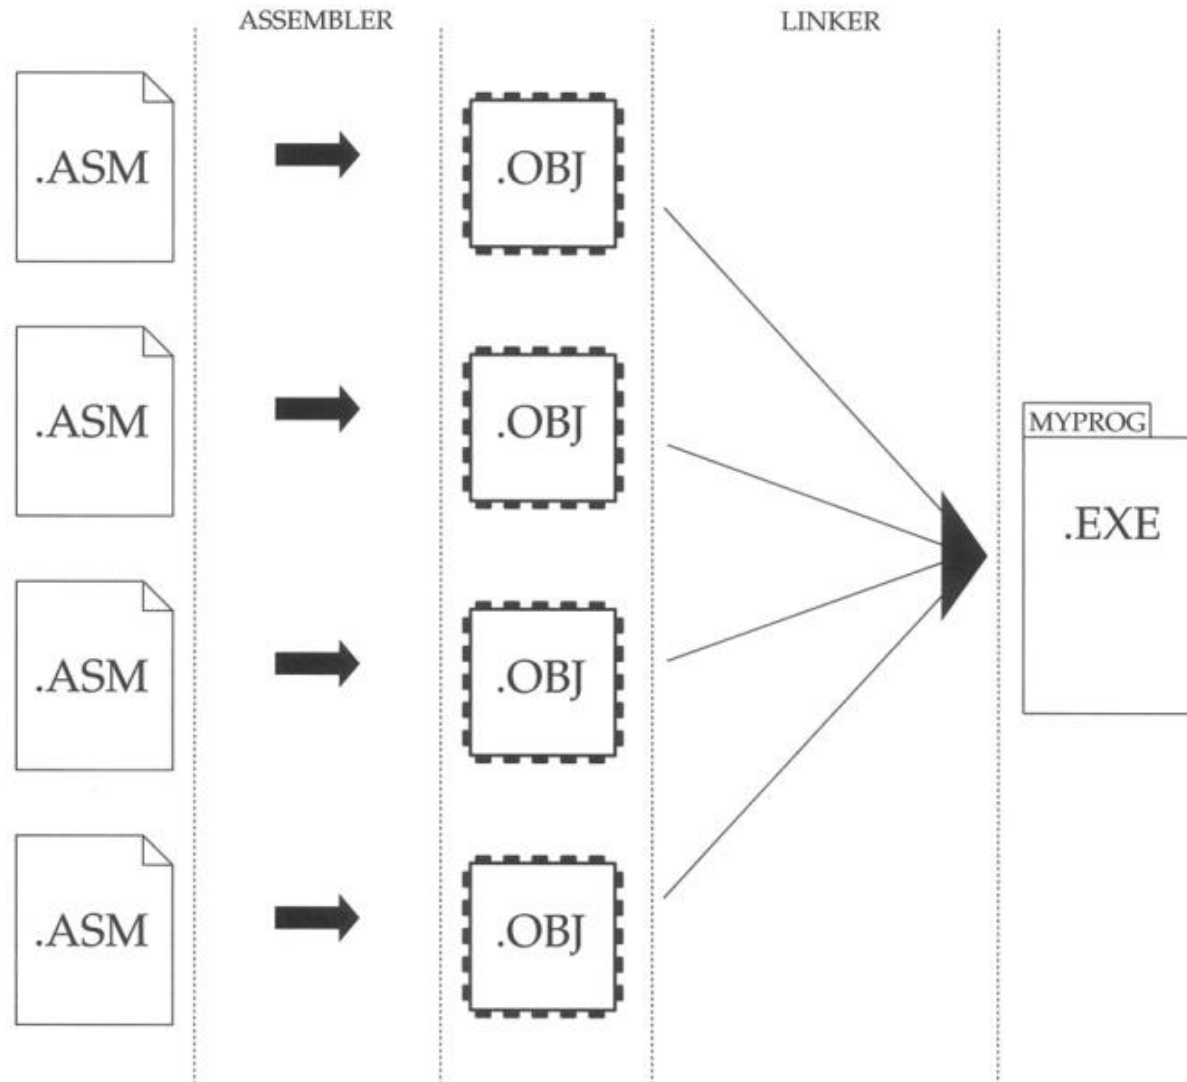 ASSEMBLER
LINKER
.ASM
.OBJ
.ASM
.OBJ
MYPROG
.EXE
.ASM
.OBJ
.ASM
.OBJ